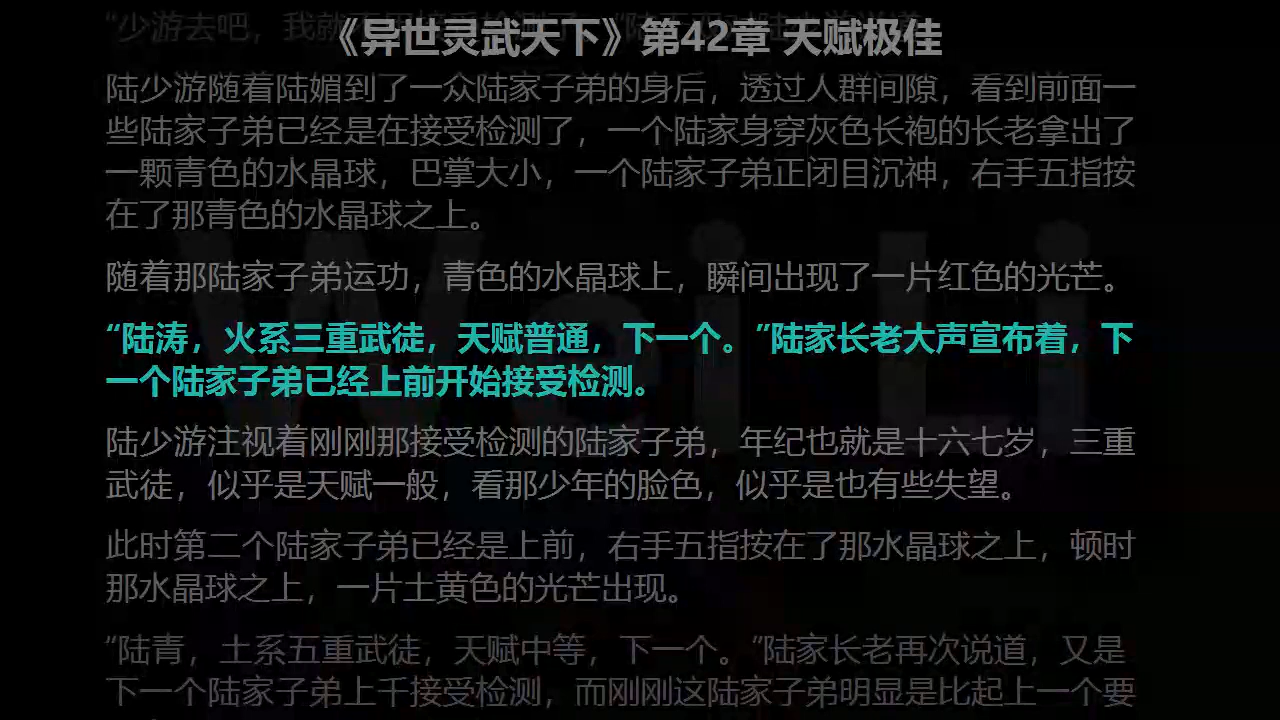 《异世灵武天下》第42章 天赋极佳
“少游去吧，我就
陆少游随着陆媚到了一众陆家子弟的身后，透过人群间隙，看到前面一
些陆家子弟已经是在接受检测了，一个陆家身穿灰色长袍的长老拿出了
一颗青色的水晶球，巴掌大小，一个陆家子弟正闭目沉神，右手五指按
在了那青色的水晶球之上。
随着那陆家子弟运功，青色的水晶球上，瞬间出现了一片红色的光芒。
“陆涛，火系三重武徒，天赋普通，下一个。”陆家长老大声宣布着，下
一个陆家子弟已经上前开始接受检测。
陆少游注视着刚刚那接受检测的陆家子弟，年纪也就是十六七岁，三重
武徒，似乎是天赋一般，看那少年的脸色，似乎是也有些失望。
此时第二个陆家子弟已经是上前，右手五指按在了那水晶球之上，顿时
那水晶球之上，一片土黄色的光芒出现。
“陆青，土系五重武徒，天赋中等，下一个。”陆家长老再次说道，又是
下一个陆家子弟上千接受检测，而刚刚这陆家子弟明显是比起上一个要
Wei Li